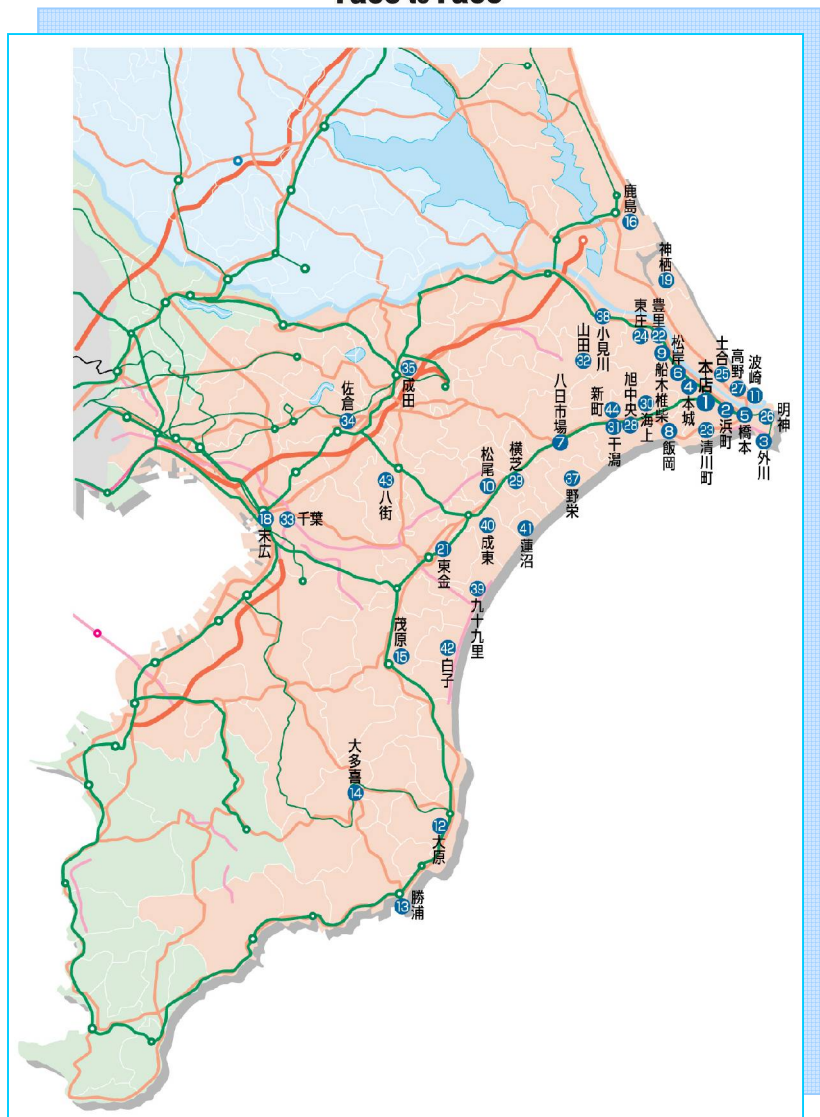 Face to Face
鹿島
16
神栖
19
38
小見川
山田
32
東庄
24
豊里
22
9
船木椎柴
松岸
6
4
本城
本店
1
土合
25
高野
27
波崎
11
2
浜町
5
橋本
26
明神
3
外川
23
清川町
8
飯岡
30
海上
旭中央
28
新町
44
31
干潟
八日市場
7
35
成田
佐倉
34
43
八街
松尾
10
横芝
29
37
野栄
40
成東
41
蓮沼
18
末広
33
千葉
21
東金
39
九十九里
茂原
15
42
白子
大多喜
14
12
大原
13
勝浦